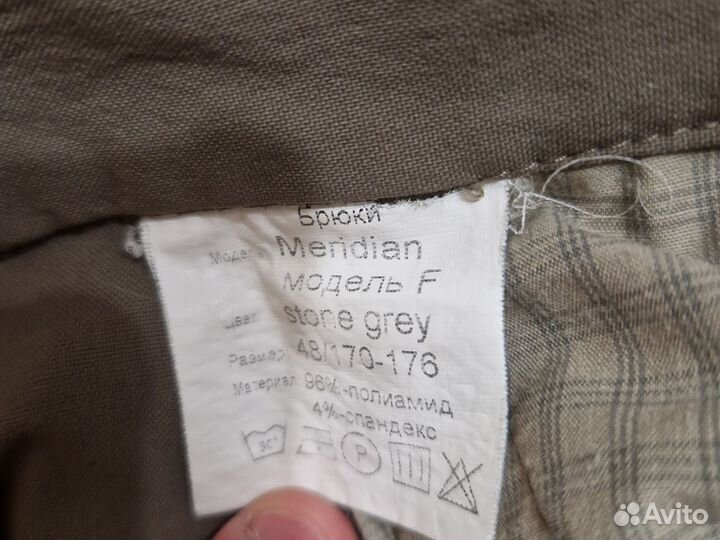 Брюки
Модель: Meridian
модель F
Цвет: stone grey
Размер: 48/170-176
Материал: 96%-полиамид
4%-спандекс
30°
P
Avito